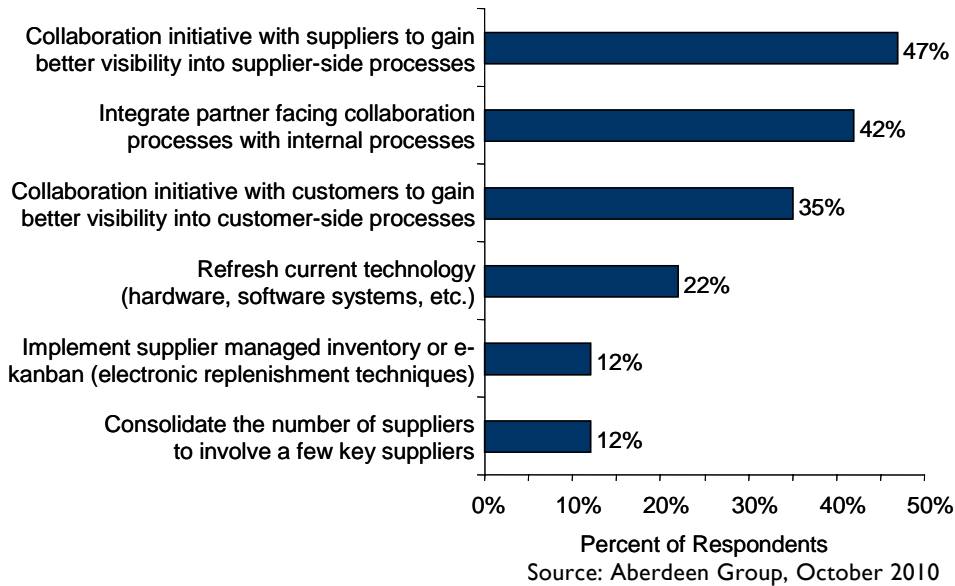 Collaboration initiative with suppliers to gain
better visibility into supplier-side processes
47%
Integrate partner facing collaboration
processes with internal processes
42%
Collaboration initiative with customers to gain
better visibility into customer-side processes
35%
Refresh current technology
(hardware, software systems, etc.)
22%
Implement supplier managed inventory or e-
kanban (electronic replenishment techniques)
12%
Consolidate the number of suppliers
to involve a few key suppliers
12%
0% 10% 20% 30% 40% 50%
Percent of Respondents
Source: Aberdeen Group, October 2010